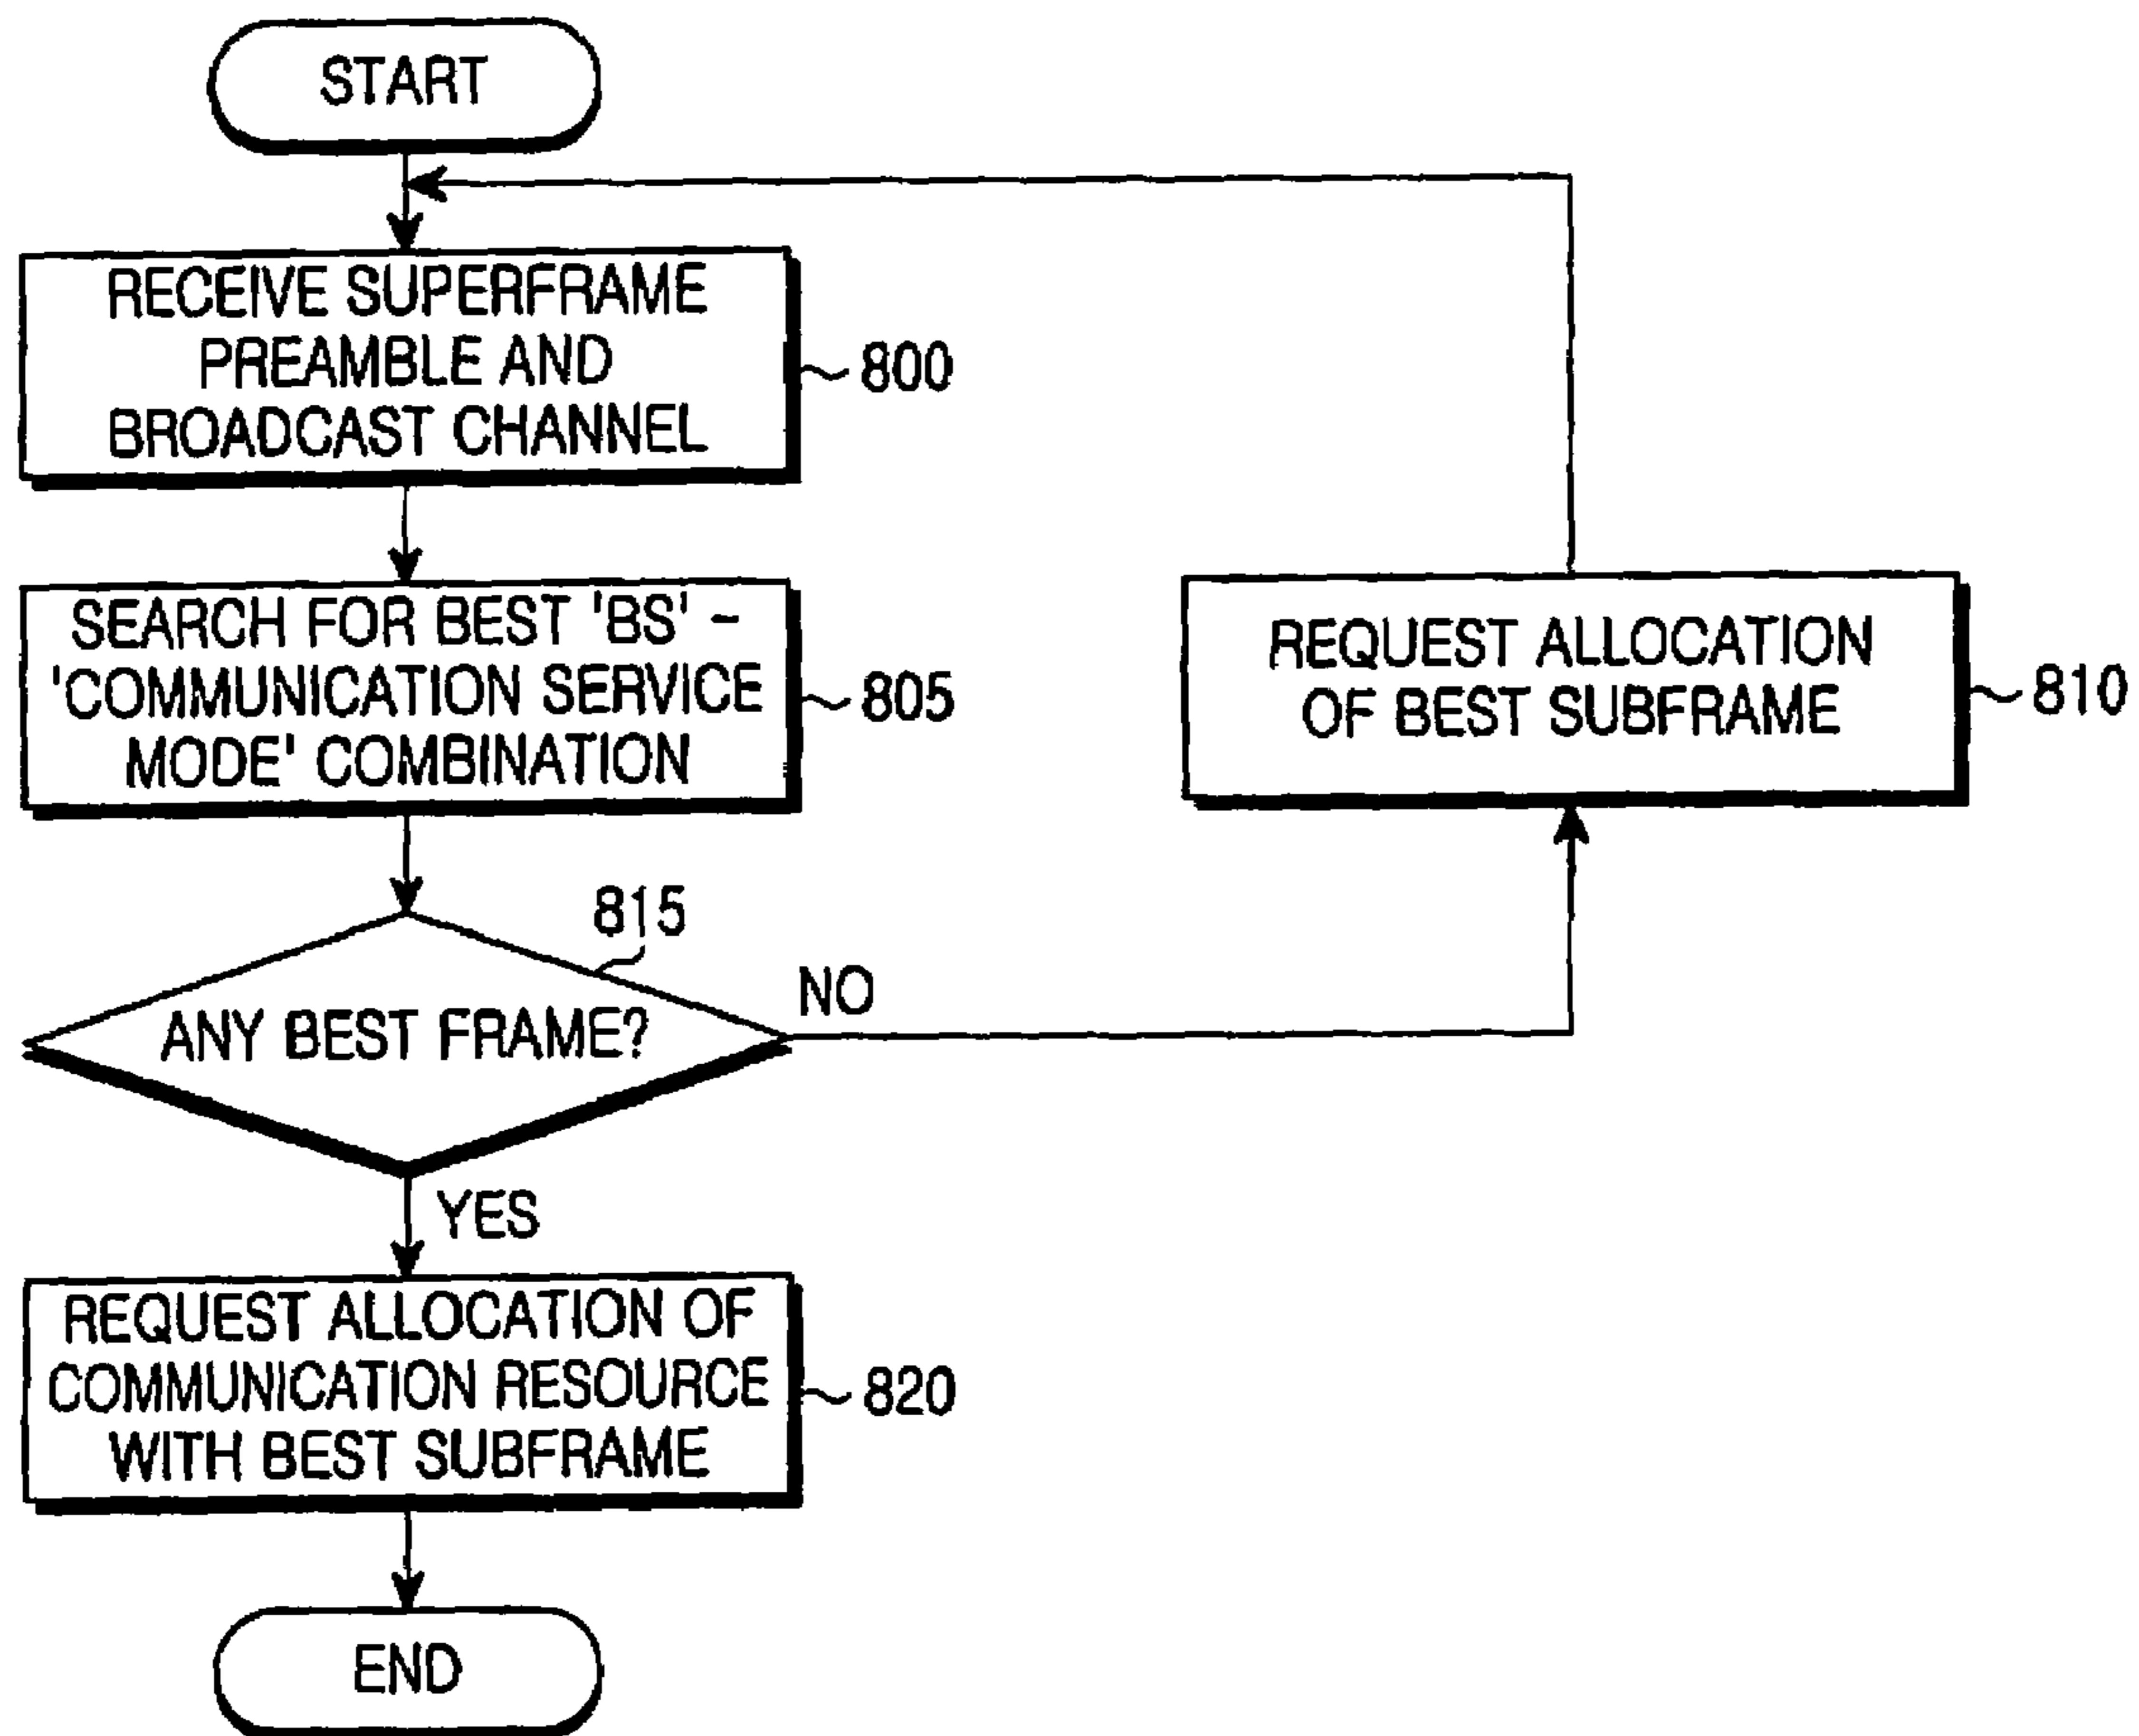 START
RECEIVE SUPERFRAME
PREAMBLE AND
BROADCAST CHANNEL
800
SEARCH FOR BEST 'BS' -
'COMMUNICATION SERVICE
MODE' COMBINATION
805
REQUEST ALLOCATION
OF BEST SUBFRAME
810
815
ANY BEST FRAME?
NO
YES
REQUEST ALLOCATION OF
COMMUNICATION RESOURCE
WITH BEST SUBFRAME
820
END